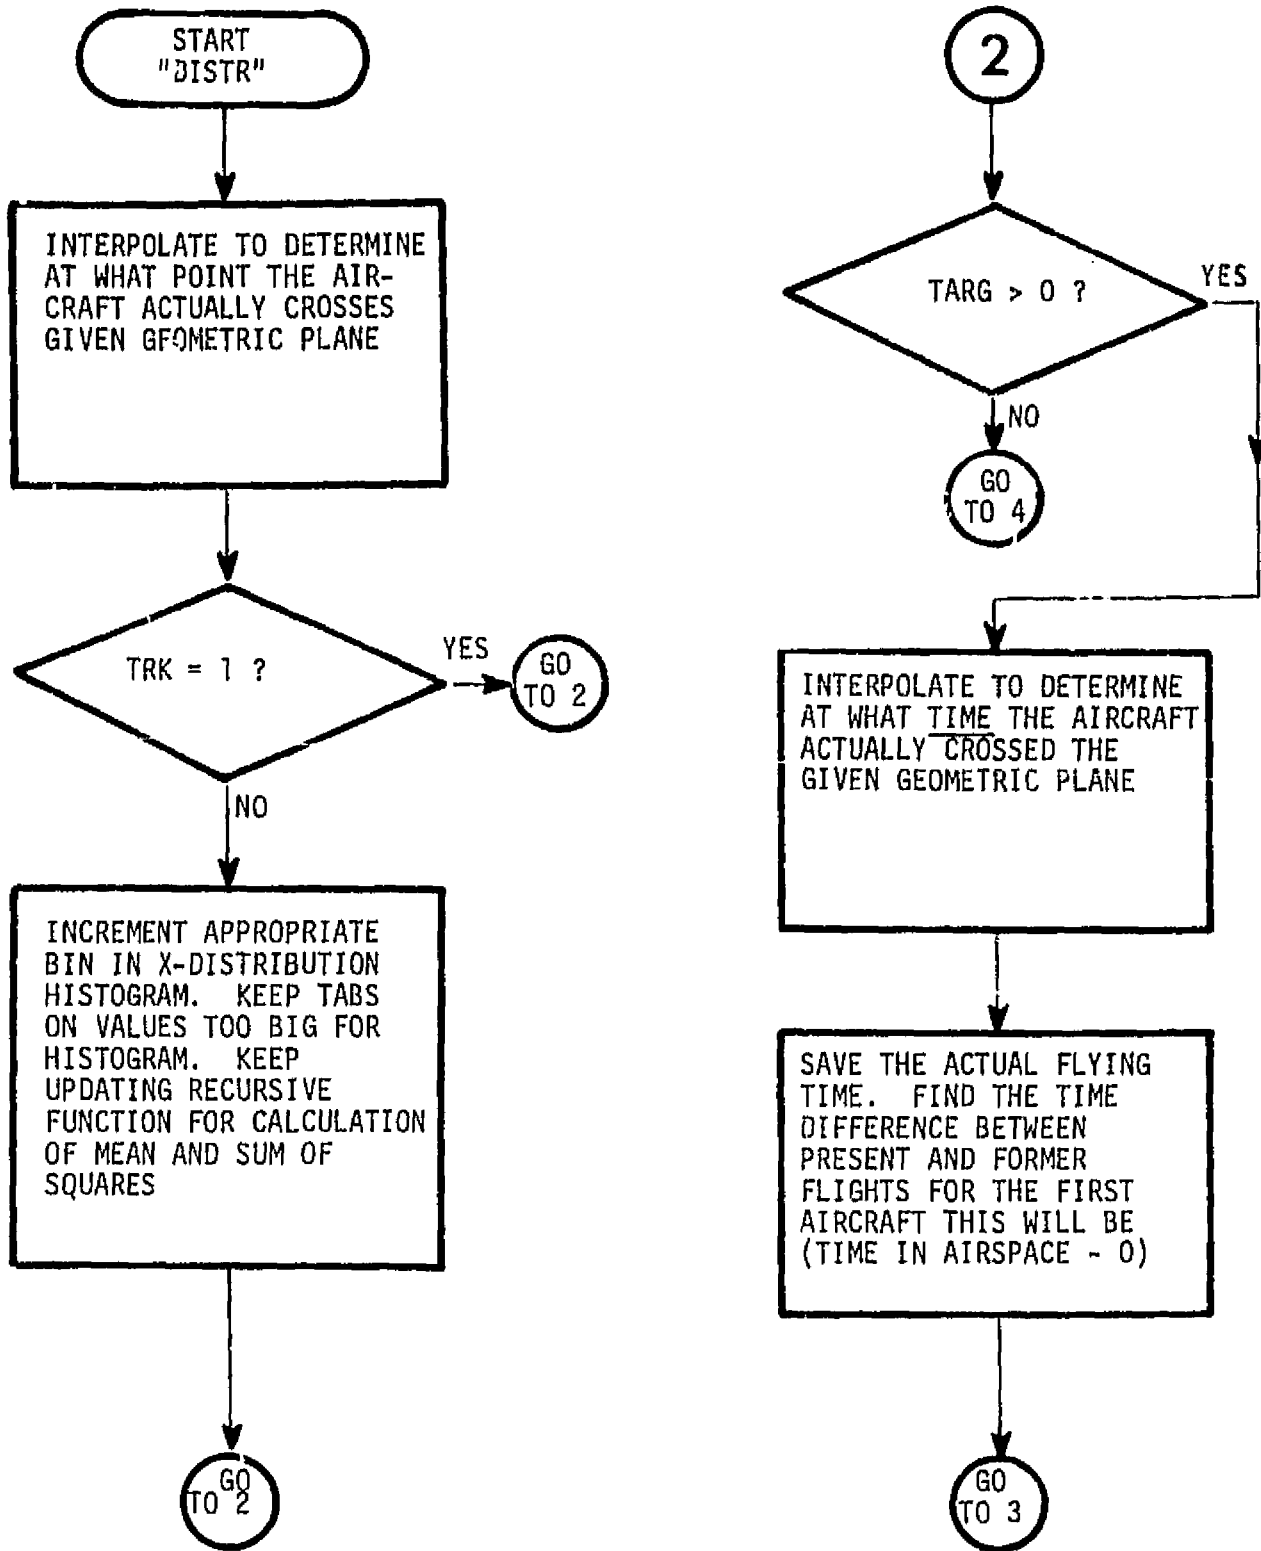 START
"DISTR"
INTERPOLATE TO DETERMINE
AT WHAT POINT THE AIR-
CRAFT ACTUALLY CROSSES
GIVEN GEOMETRIC PLANE
TRK = 1 ?
YES
GO
TO 2
NO
INCREMENT APPROPRIATE
BIN IN X-DISTRIBUTION
HISTOGRAM. KEEP TABS
ON VALUES TOO BIG FOR
HISTOGRAM. KEEP
UPDATING RECURSIVE
FUNCTION FOR CALCULATION
OF MEAN AND SUM OF
SQUARES
GO
TO 2
2
TARG > 0 ?
YES
NO
GO
TO 4
INTERPOLATE TO DETERMINE
AT WHAT TIME THE AIRCRAFT
ACTUALLY CROSSED THE
GIVEN GEOMETRIC PLANE
SAVE THE ACTUAL FLYING
TIME. FIND THE TIME
DIFFERENCE BETWEEN
PRESENT AND FORMER
FLIGHTS FOR THE FIRST
AIRCRAFT THIS WILL BE
(TIME IN AIRSPACE - 0)
GO
TO 3